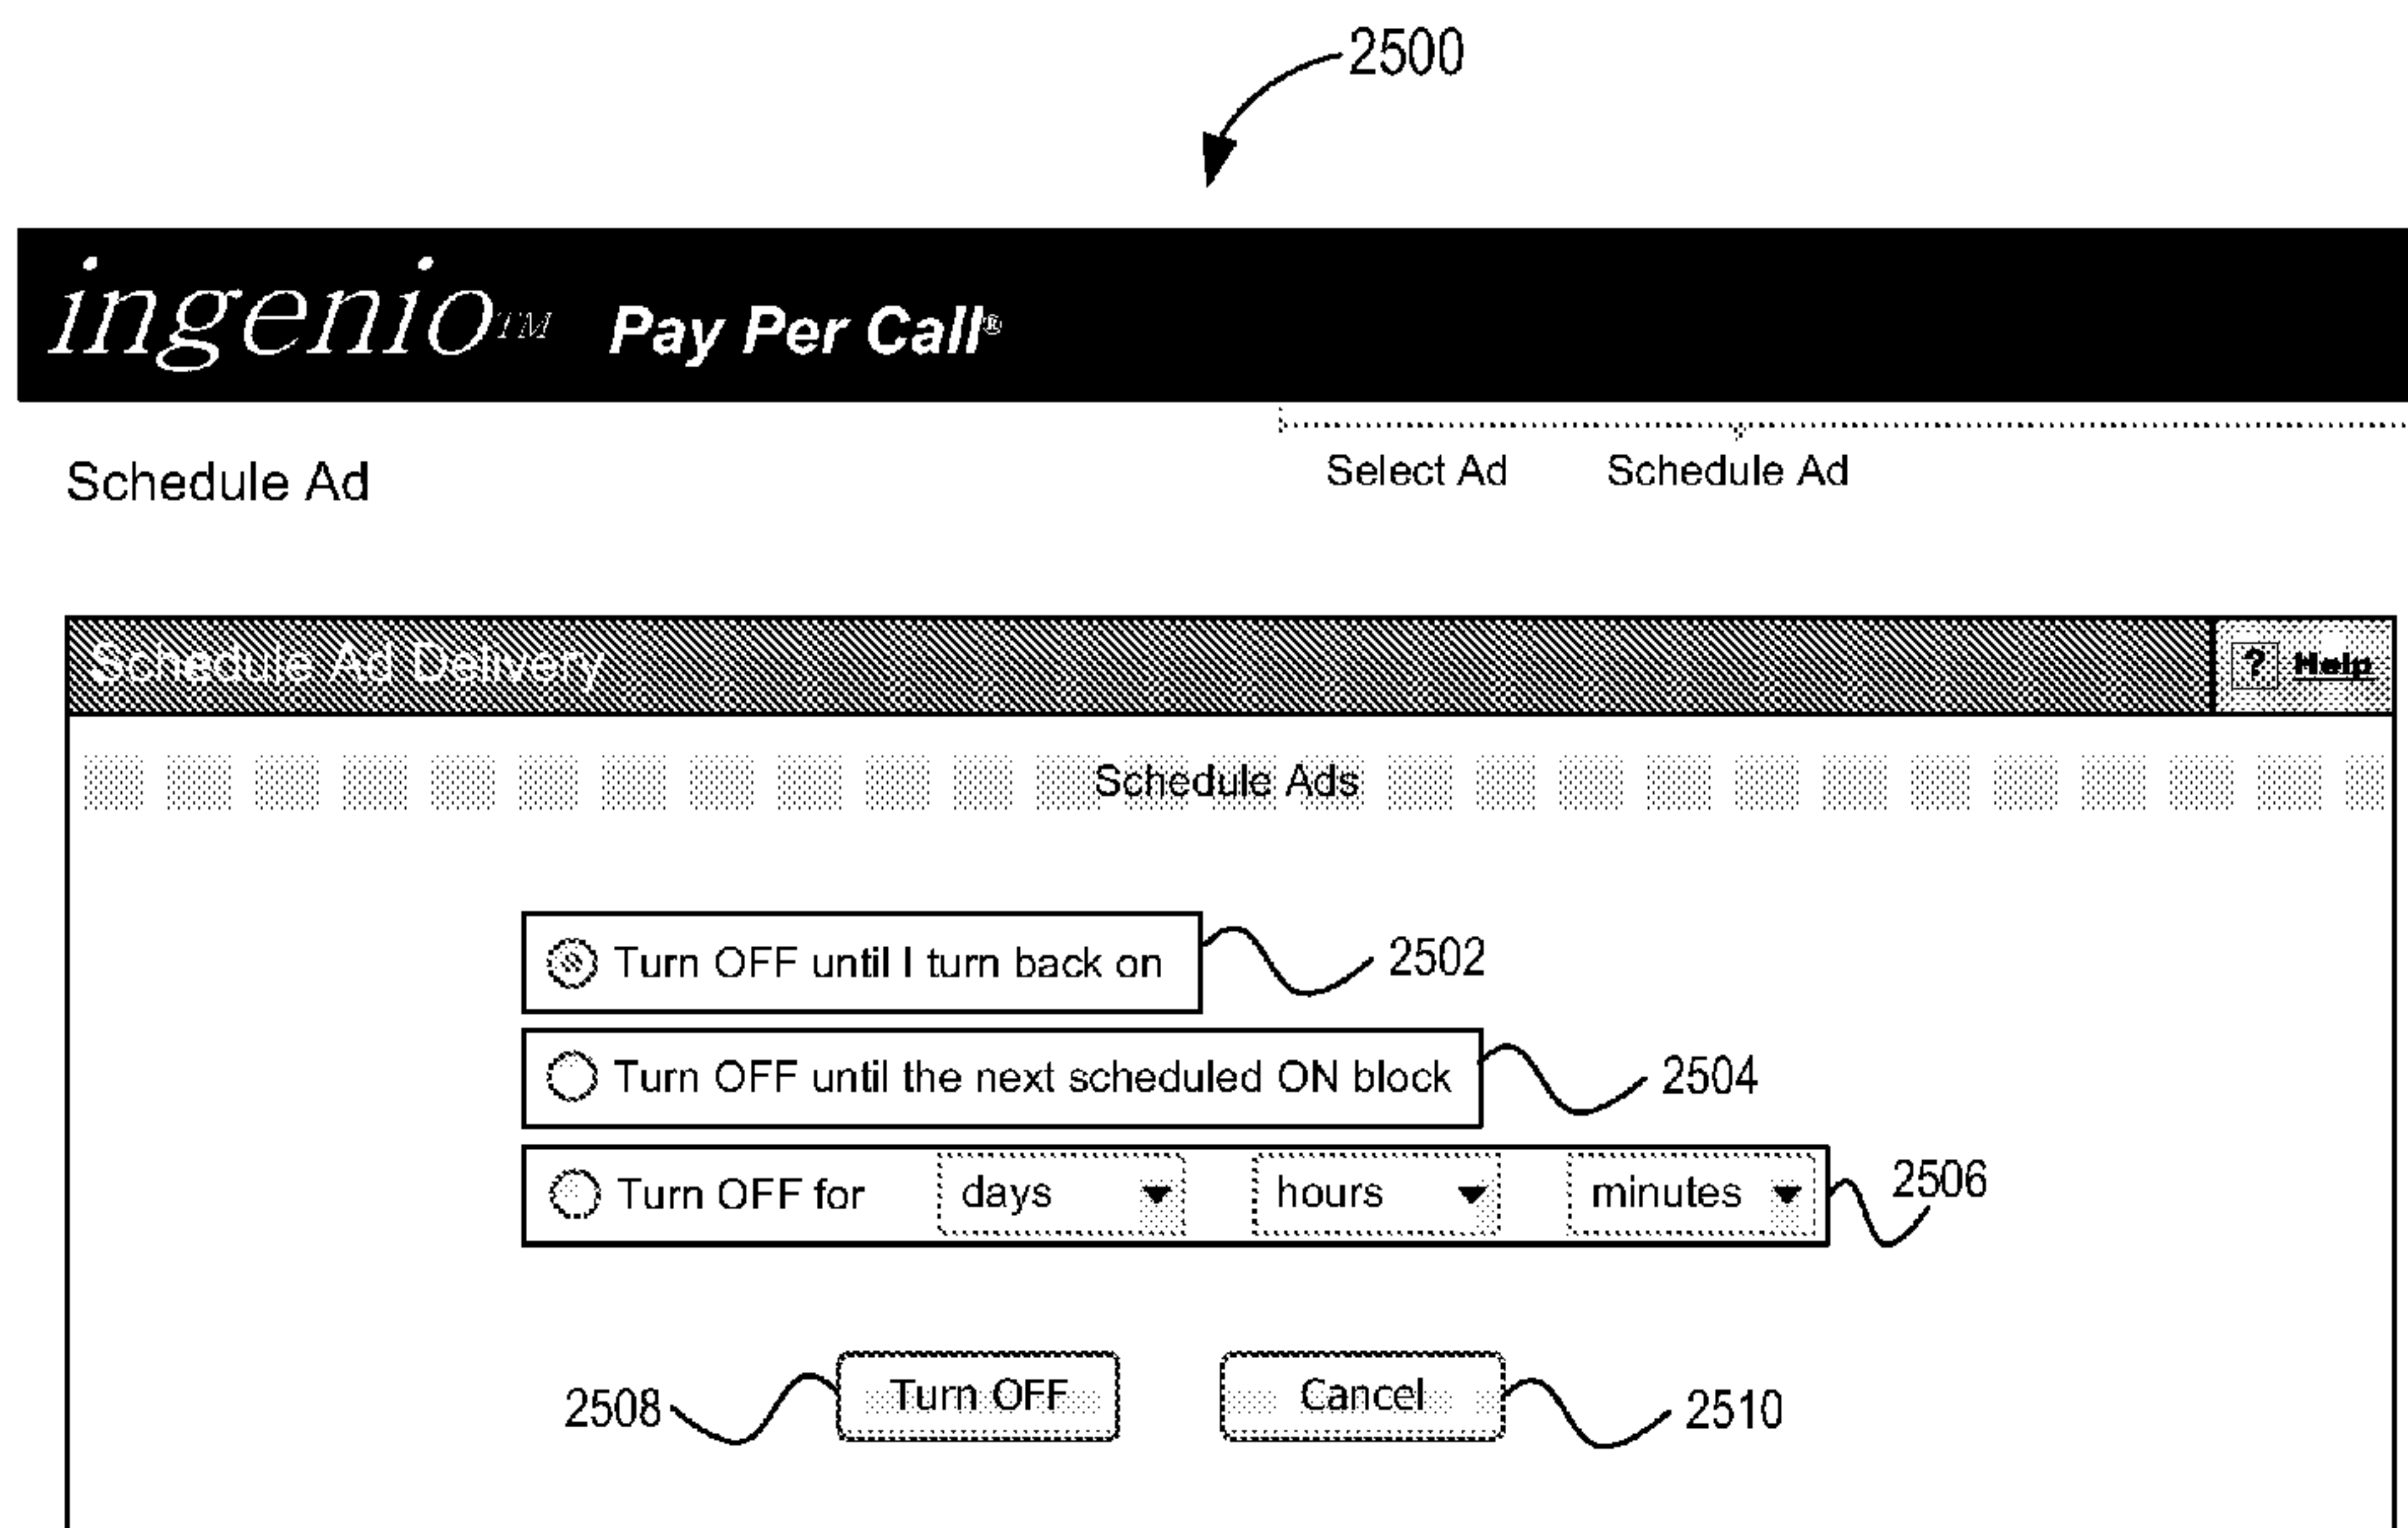 2500
ingenio™ Pay Per Call®
Schedule Ad
Select Ad Schedule Ad
Schedule Ad Delivery
? Help
Schedule Ads
Turn OFF until I turn back on
2502
Turn OFF until the next scheduled ON block
2504
Turn OFF for days hours minutes
2506
2508
Turn OFF
Cancel
2510